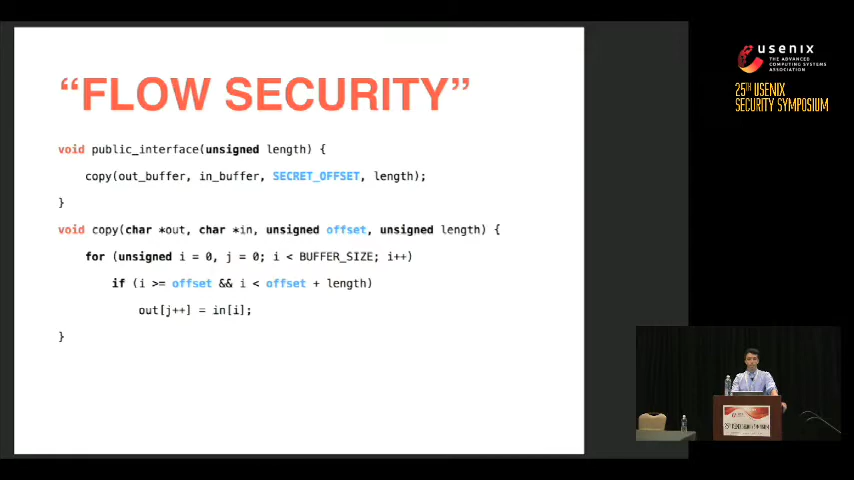 “FLOW SECURITY”
void public_interface(unsigned length) {
copy(out_buffer, in_buffer, SECRET_OFFSET, length);
}
void copy(char *out, char *in, unsigned offset, unsigned length) {
for (unsigned i = 0, j = 0; i < BUFFER_SIZE; i++)
if (i >= offset && i < offset + length)
out[j++] = in[i];
}
usenix
THE ADVANCED
COMPUTING SYSTEMS
ASSOCIATION
25TH USENIX
SECURITY SYMPOSIUM